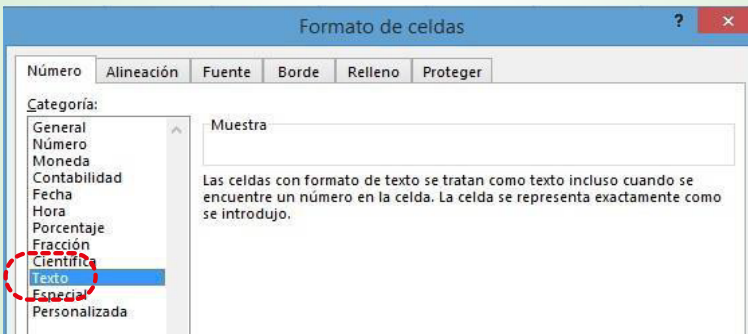 Formato de celdas
? ×
Número Alineación Fuente Borde Relleno Proteger
Categoría:
General
Número
Moneda
Contabilidad
Fecha
Hora
Porcentaje
Fracción
Científica
Texto
Especial
Personalizada
Muestra
Las celdas con formato de texto se tratan como texto incluso cuando se
encuentre un número en la celda. La celda se representa exactamente como
se introdujo.